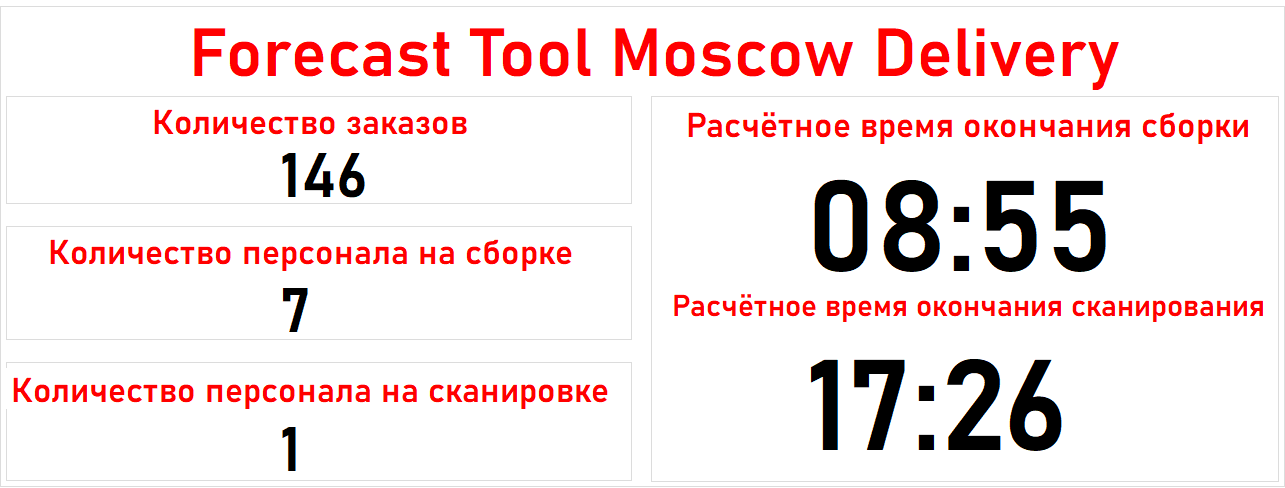 Forecast Tool Moscow Delivery
Количество заказов
146
Количество персонала на сборке
7
Количество персонала на сканировке
1
Расчётное время окончания сборки
08:55
Расчётное время окончания сканирования
17:26